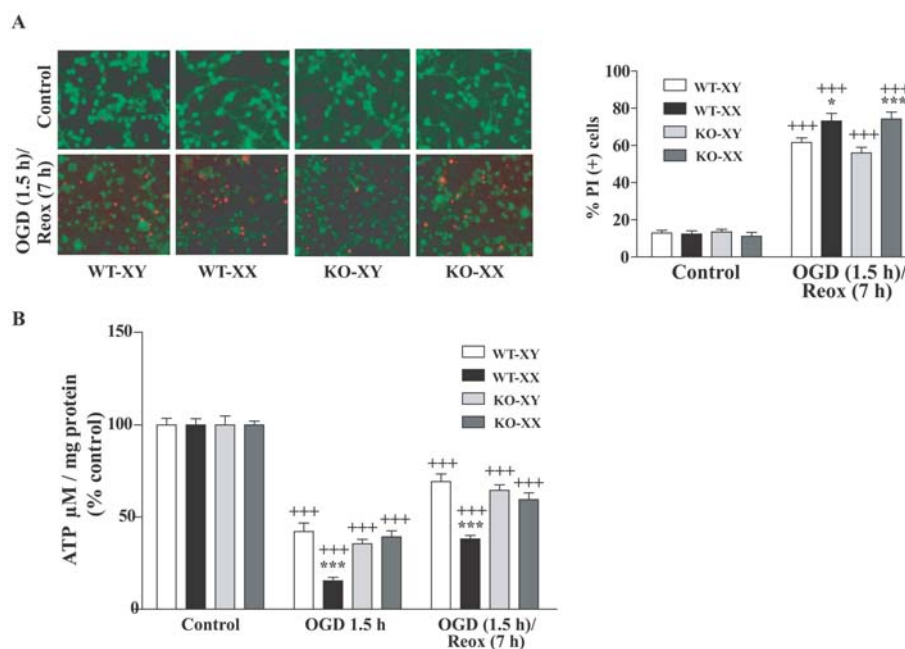 A
Control
OGD (1.5 h)/
Reox (7 h)
WT-XY
WT-XX
KO-XY
KO-XX
% PI (+) cells
100
80
60
40
20
0
WT-XY
WT-XX
KO-XY
KO-XX
+++
+++
*
+++
+++
***
Control
OGD (1.5 h)/
Reox (7 h)
B
ATP µM / mg protein
(% control)
150
100
50
0
WT-XY
WT-XX
KO-XY
KO-XX
+++
+++
***
+++
+++
+++
+++
***
+++
+++
Control
OGD 1.5 h
OGD (1.5 h)/
Reox (7 h)